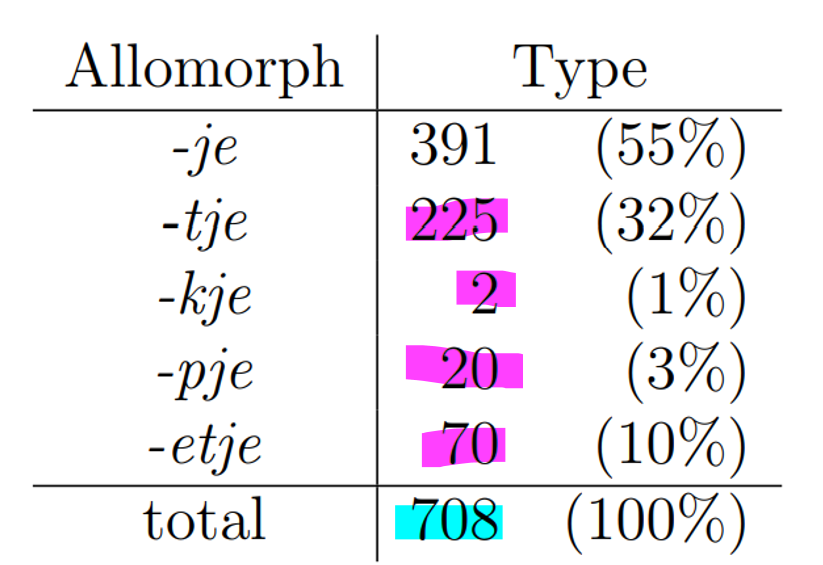 Allomorph Type
-je 391 (55%)
-tje 225 (32%)
-kje 2 (1%)
-pje 20 (3%)
-etje 70 (10%)
total 708 (100%)